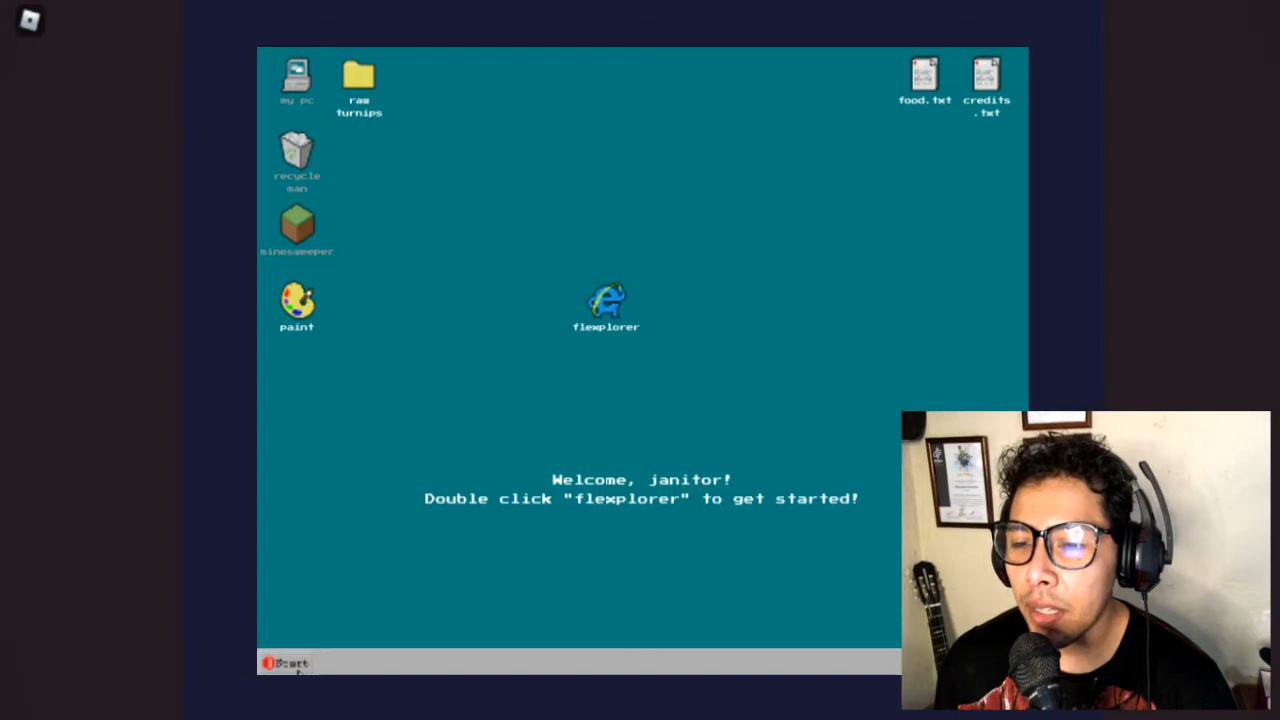 my pc
raw
turnips
food.txt
credits
.txt
recycle
man
minesweeper
paint
flexplorer
Welcome, janitor!
Double click "flexplorer" to get started!
Start